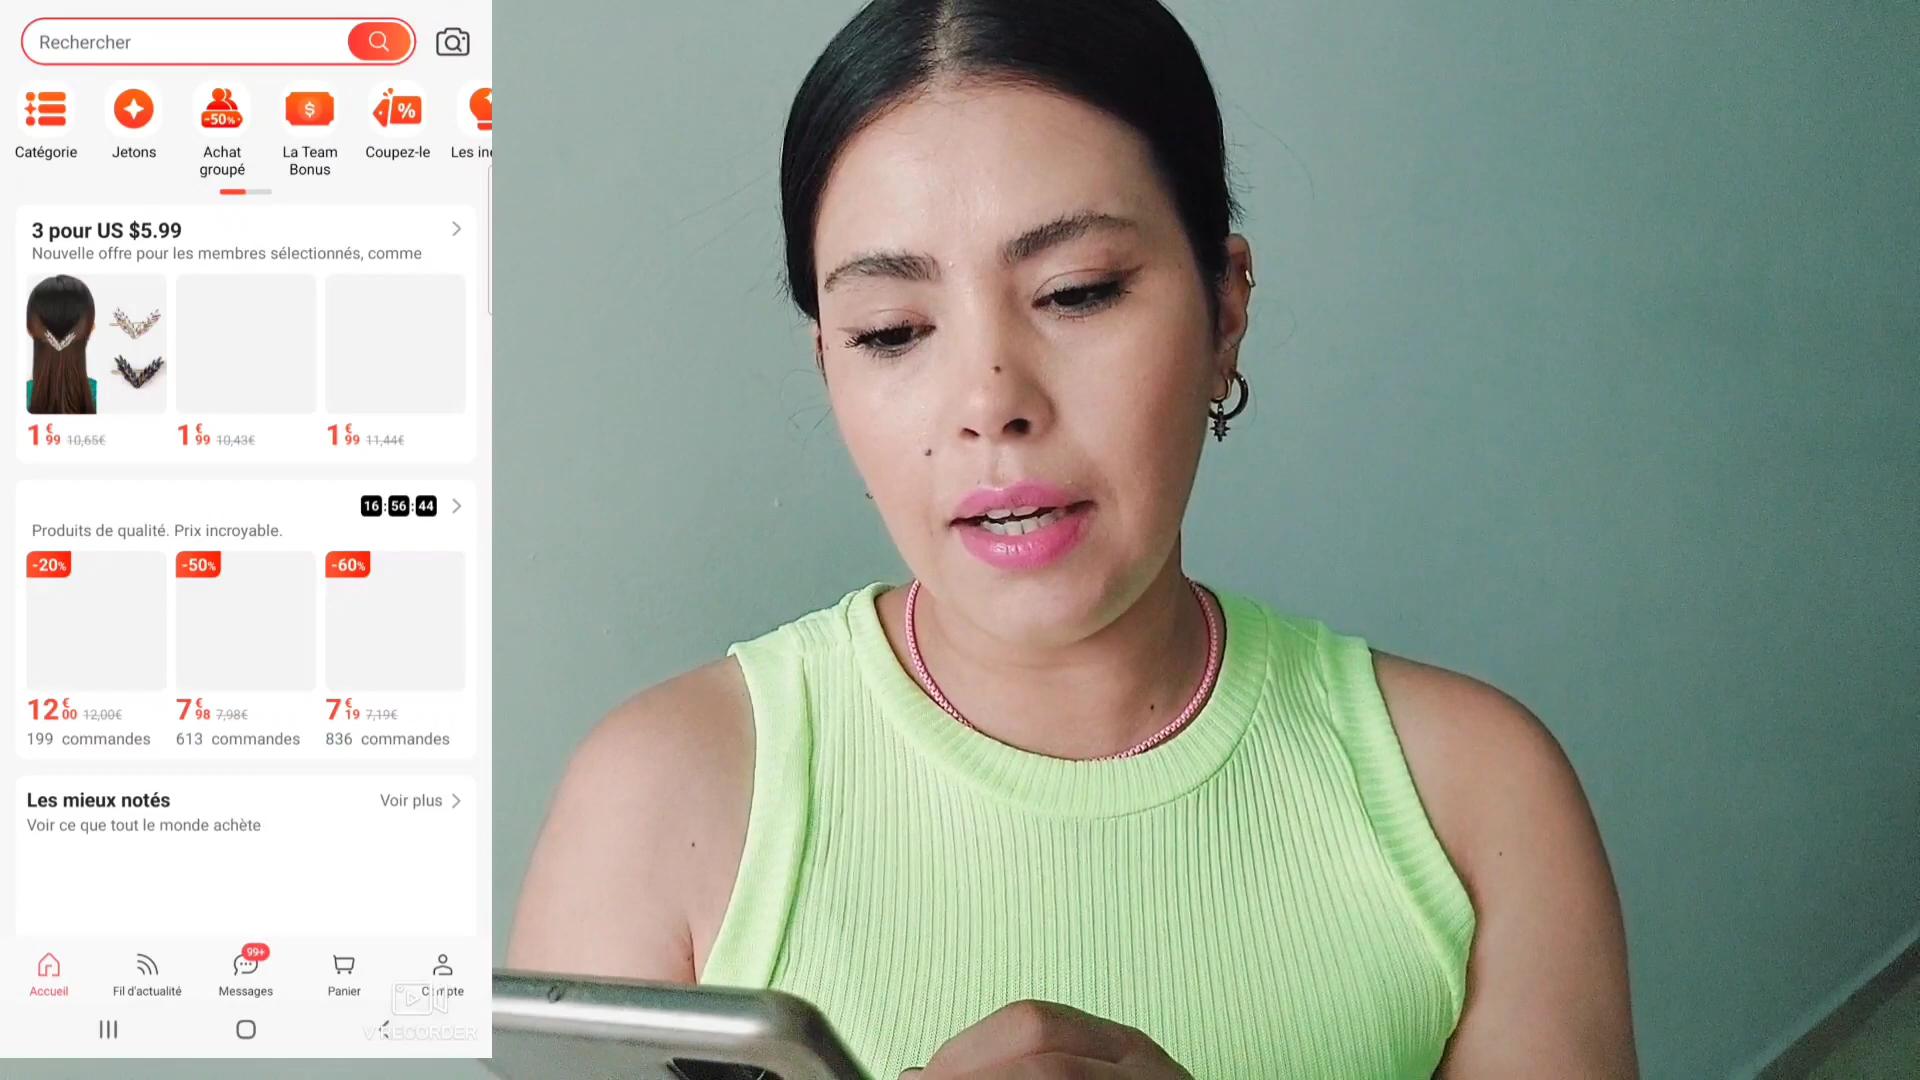 Rechercher
-50%
$
%
Catégorie
Jetons
Achat
groupé
La Team
Bonus
Coupez-le
Les in
3 pour US $5.99
Nouvelle offre pour les membres sélectionnés, comme
1€99 10,65€
1€99 10,43€
1€99 11,44€
16:56:44
Produits de qualité. Prix incroyable.
-20%
-50%
-60%
12€00 12,00€
7€98 7,98€
7€19 7,19€
199 commandes
613 commandes
836 commandes
Les mieux notés
Voir plus
Voir ce que tout le monde achète
99+
Accueil
Fil d'actualité
Messages
Panier
Compte
V RECORDER